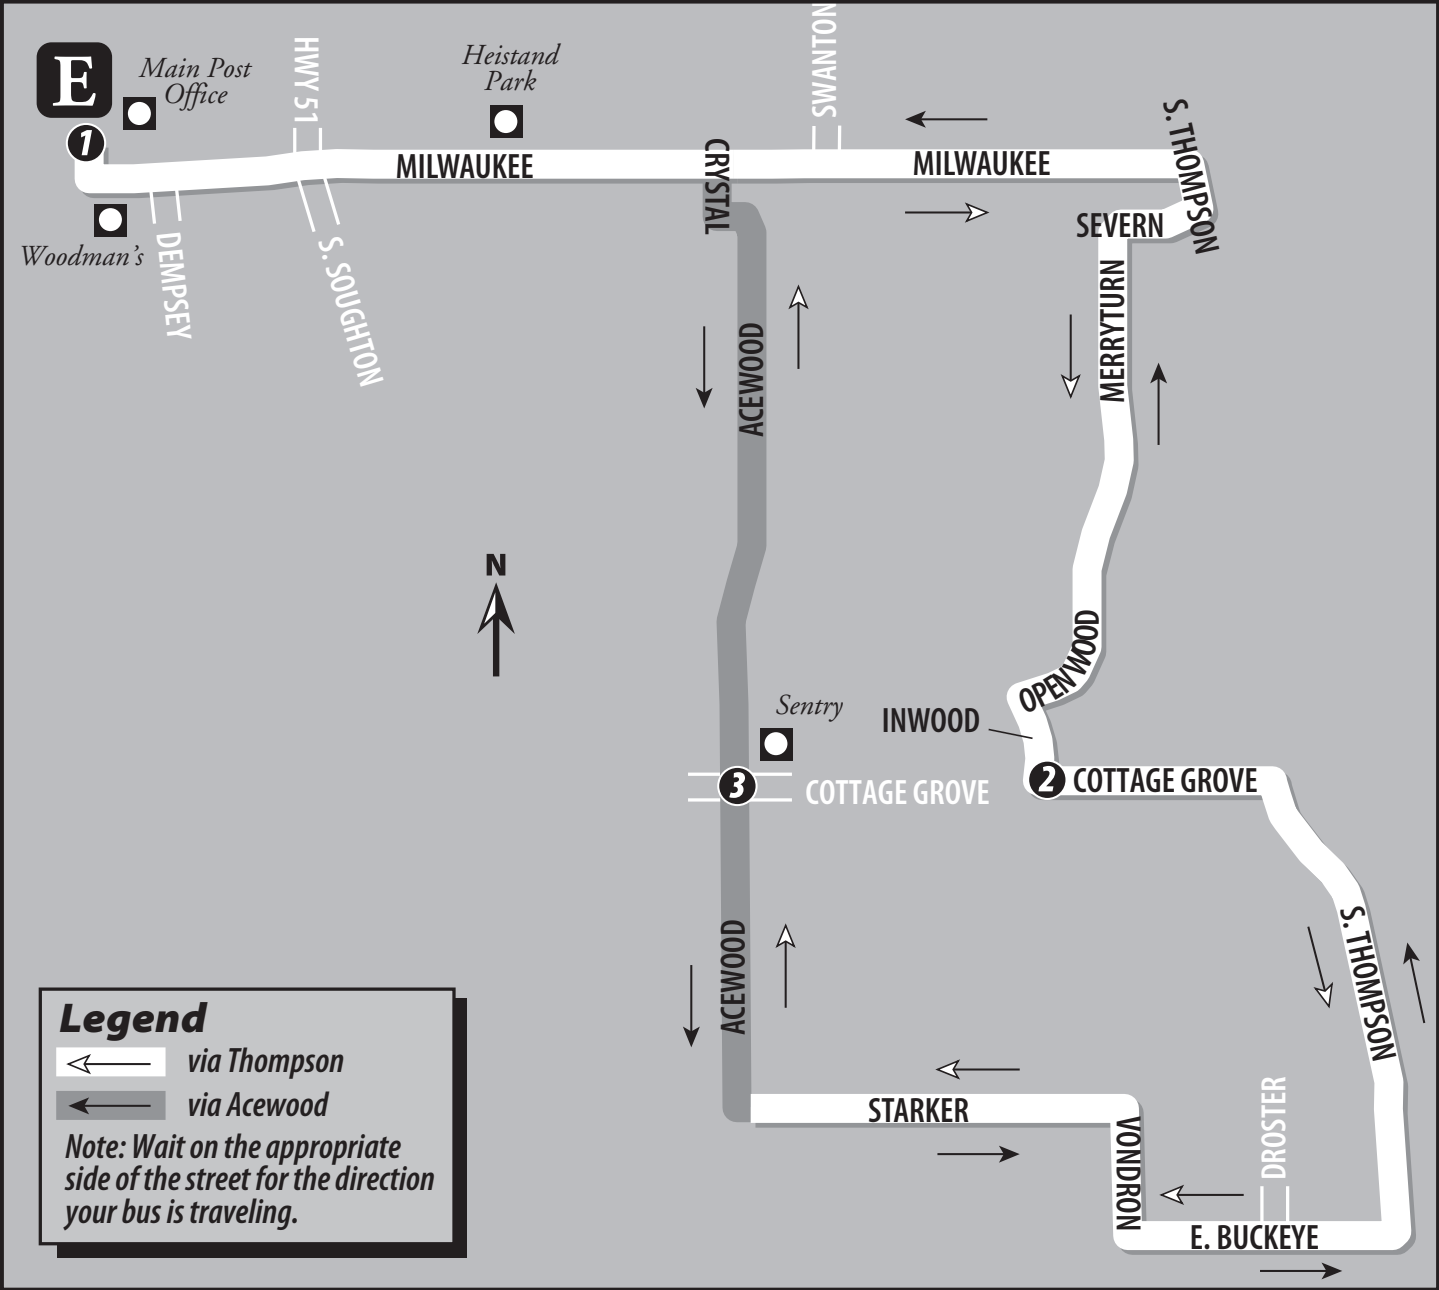 E
Main Post
Office
HWY 51
Heistand
Park
SWANTON
S. THOMPSON
1
MILWAUKEE
CRYSTAL
MILWAUKEE
SEVERN
Woodman's
DEMPSEY
S. SOUGHTON
MERRYTURN
ACEWOOD
N
OPENWOOD
Sentry
INWOOD
3
COTTAGE GROVE
2
COTTAGE GROVE
ACEWOOD
S. THOMPSON
STARKER
VONDRON
DROSTER
E. BUCKEYE
Legend
via Thompson
via Acewood
Note: Wait on the appropriate
side of the street for the direction
your bus is traveling.